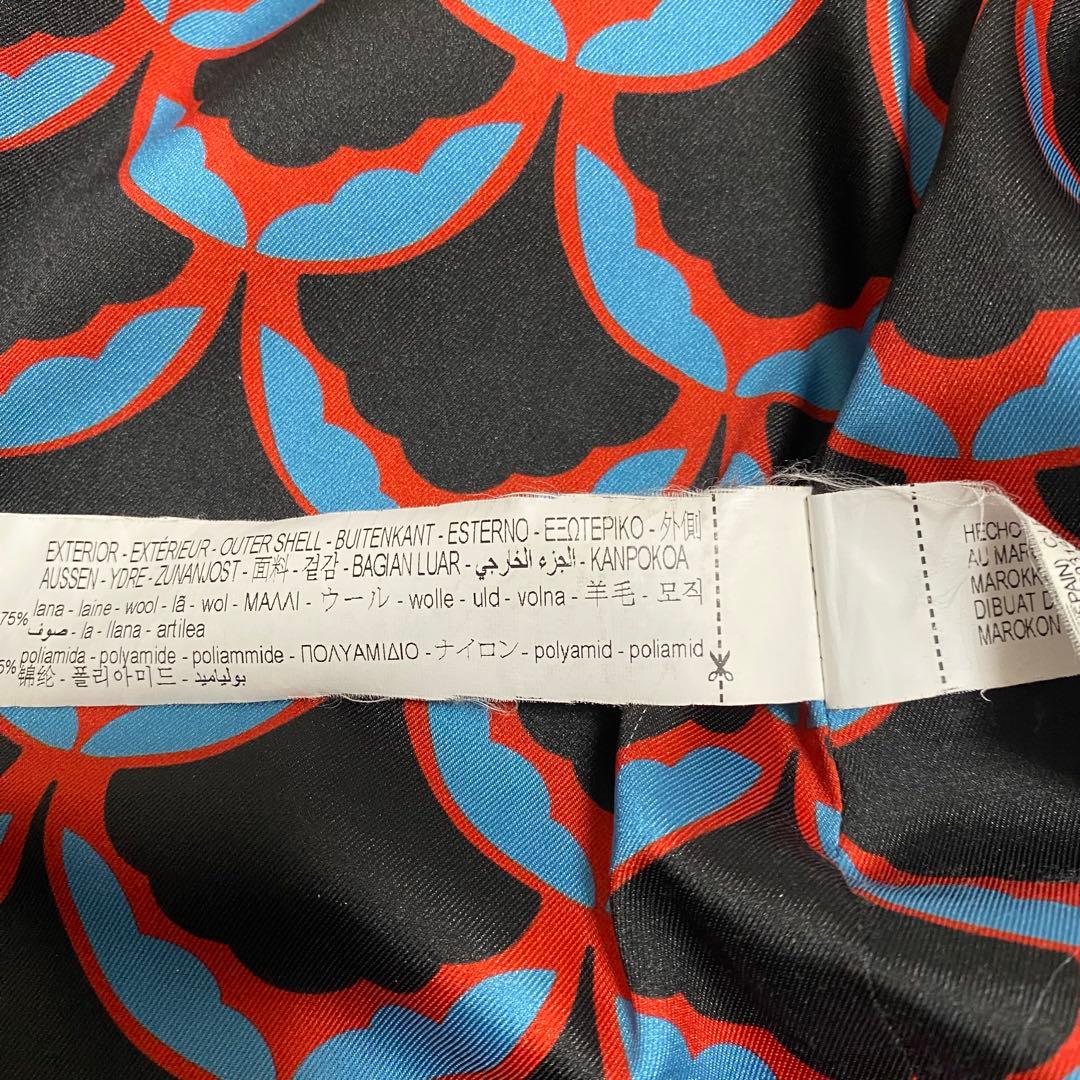 EXTERIOR - EXTÉRIEUR - OUTER SHELL - BUITENKANT - ESTERNO - ΕΞΩΤΕΡΙΚΟ - 外側
AUSSEN - YDRE - ZUNANJOST - 面料 - 겉감 - BAGIAN LUAR - الجزء الخارجي - KANPOKOA
75% lana - laine - wool - lã - wol - ΜΑΛΛΙ - ウール - wolle - uld - volna - 羊毛 - 모직
صوف - la - llana - artilea
5% poliamida - polyamide - poliammide - ΠΟΛΥΑΜΙΔΙΟ - ナイロン - polyamid - poliamid
锦纶 - 폴리아미드 - بولياميد
HECHO
AU MAR
MAROKK
DIBUAT D
MAROKON